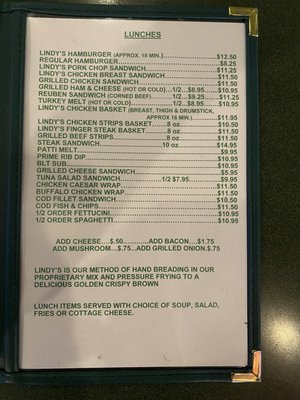 LUNCHES
LINDY'S HAMBURGER (APPROX. 18 MIN.)...$12.50
REGULAR HAMBURGER...$8.25
LINDY'S PORK CHOP SANDWICH...$11.25
LINDY'S CHICKEN BREAST SANDWICH...$11.50
GRILLED CHICKEN SANDWICH...$11.50
GRILLED HAM & CHEESE (HOT OR COLD)...1/2...$8.95...$10.95
REUBEN SANDWICH (CORNED BEEF)...1/2...$9.25...$11.25
TURKEY MELT (HOT OR COLD)...1/2...$8.95...$10.95
LINDY'S CHICKEN BASKET (BREAST, THIGH & DRUMSTICK,
APPROX 16 MIN )...$11.95
LINDY'S CHICKEN STRIPS BASKET...8 oz...$10.50
LINDY'S FINGER STEAK BASKET...$11.50
GRILLED BEEF STRIPS...8 oz...$11.50
STEAK SANDWICH...10 oz...$14.95
PATTI MELT...$9.95
PRIME RIB DIP...$10.95
BLT SUB...$10.95
GRILLED CHEESE SANDWICH...$5.95
TUNA SALAD SANDWICH...1/2 $7.95...$9.95
CHICKEN CAESAR WRAP...$11.50
BUFFALO CHICKEN WRAP...$11.50
COD FILLET SANDWICH...$10.50
COD FISH & CHIPS...$11.50
1/2 ORDER FETTUCINI...$10.95
1/2 ORDER SPAGHETTI...$10.95
ADD CHEESE....$.50...ADD BACON....$1.75
ADD MUSHROOM....$.75...ADD GRILLED ONION.$.75
LINDY'S IS OUR METHOD OF HAND BREADING IN OUR
PROPRIETARY MIX AND PRESSURE FRYING TO A
DELICIOUS GOLDEN CRISPY BROWN
LUNCH ITEMS SERVED WITH CHOICE OF SOUP, SALAD,
FRIES OR COTTAGE CHEESE.